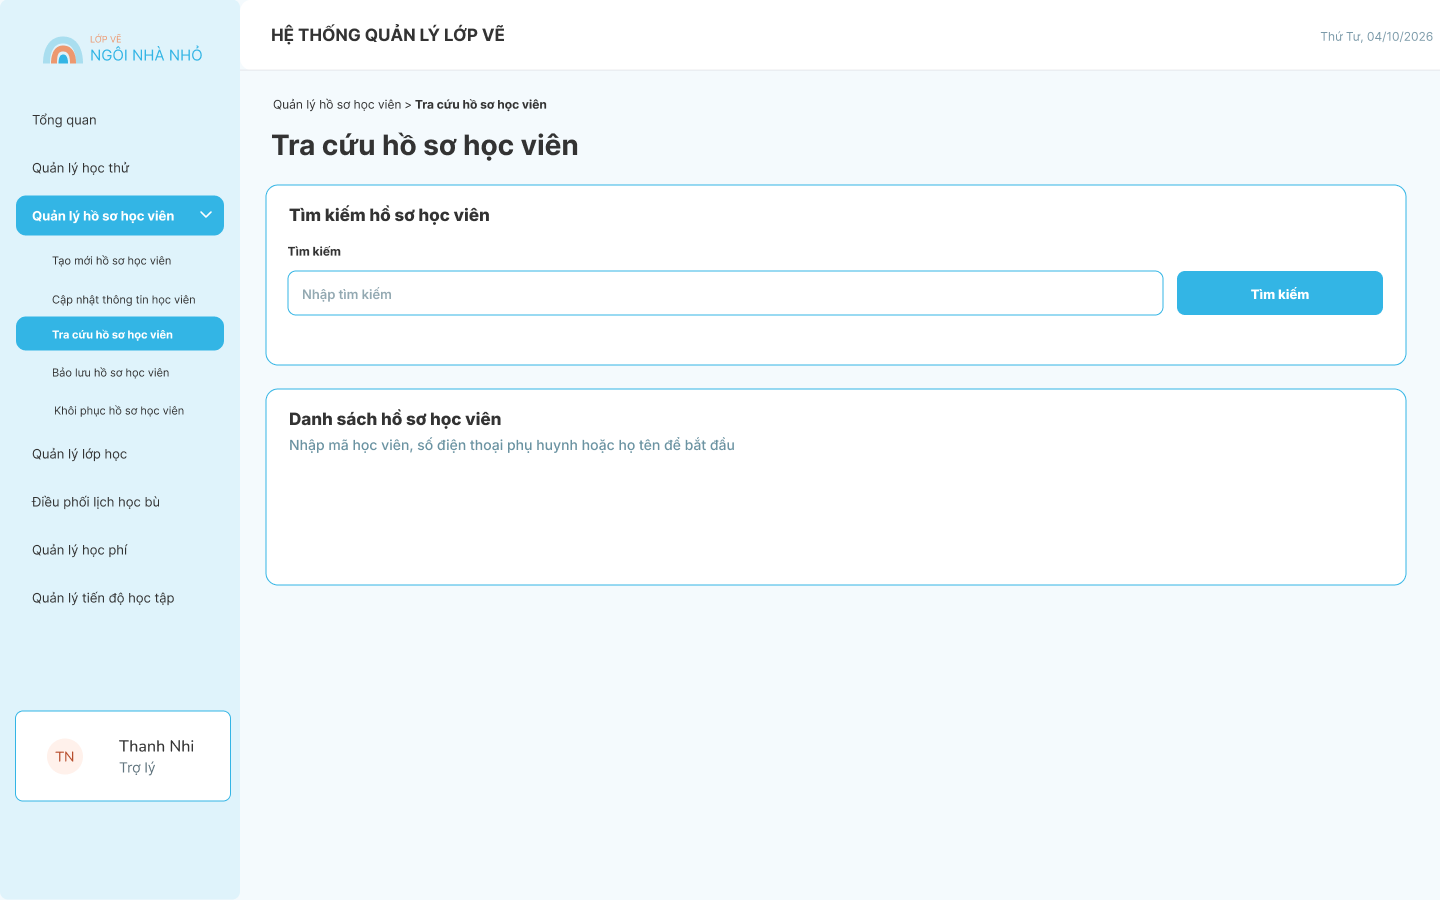 LỚP VẼ
NGÔI NHÀ NHỎ
Tổng quan
Quản lý học thử
Quản lý hồ sơ học viên
Tạo mới hồ sơ học viên
Cập nhật thông tin học viên
Tra cứu hồ sơ học viên
Bảo lưu hồ sơ học viên
Khôi phục hồ sơ học viên
Quản lý lớp học
Điều phối lịch học bù
Quản lý học phí
Quản lý tiến độ học tập
TN
Thanh Nhi
Trợ lý
HỆ THỐNG QUẢN LÝ LỚP VẼ
Thứ Tư, 04/10/2026
Quản lý hồ sơ học viên > Tra cứu hồ sơ học viên
Tra cứu hồ sơ học viên
Tìm kiếm hồ sơ học viên
Tìm kiếm
Nhập tìm kiếm
Tìm kiếm
Danh sách hồ sơ học viên
Nhập mã học viên, số điện thoại phụ huynh hoặc họ tên để bắt đầu